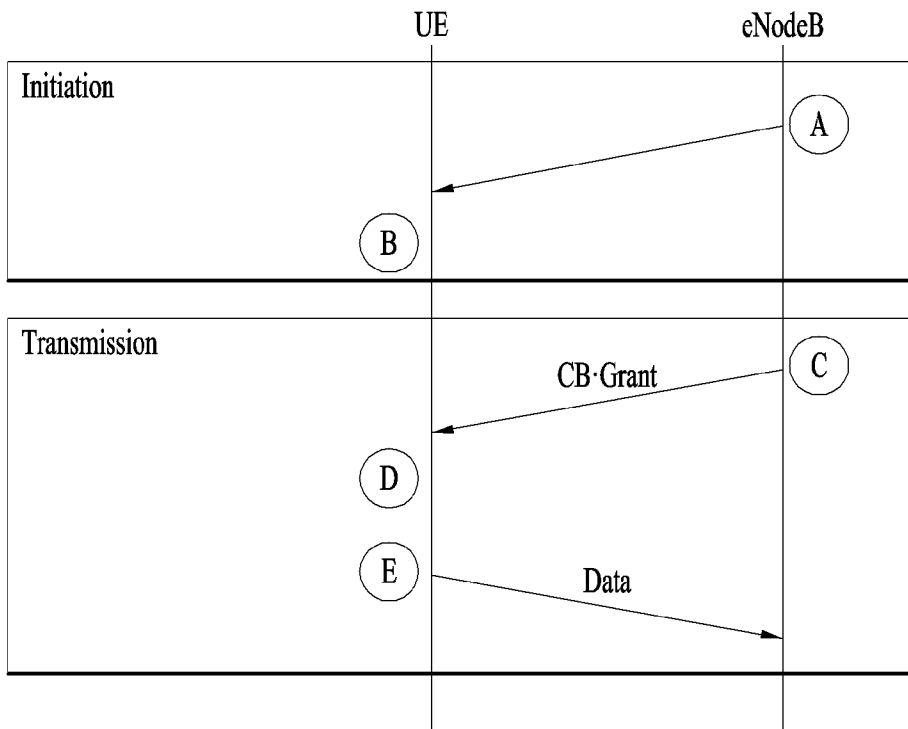 UE eNodeB
Initiation
A
B
Transmission
C
CB·Grant
D
E
Data